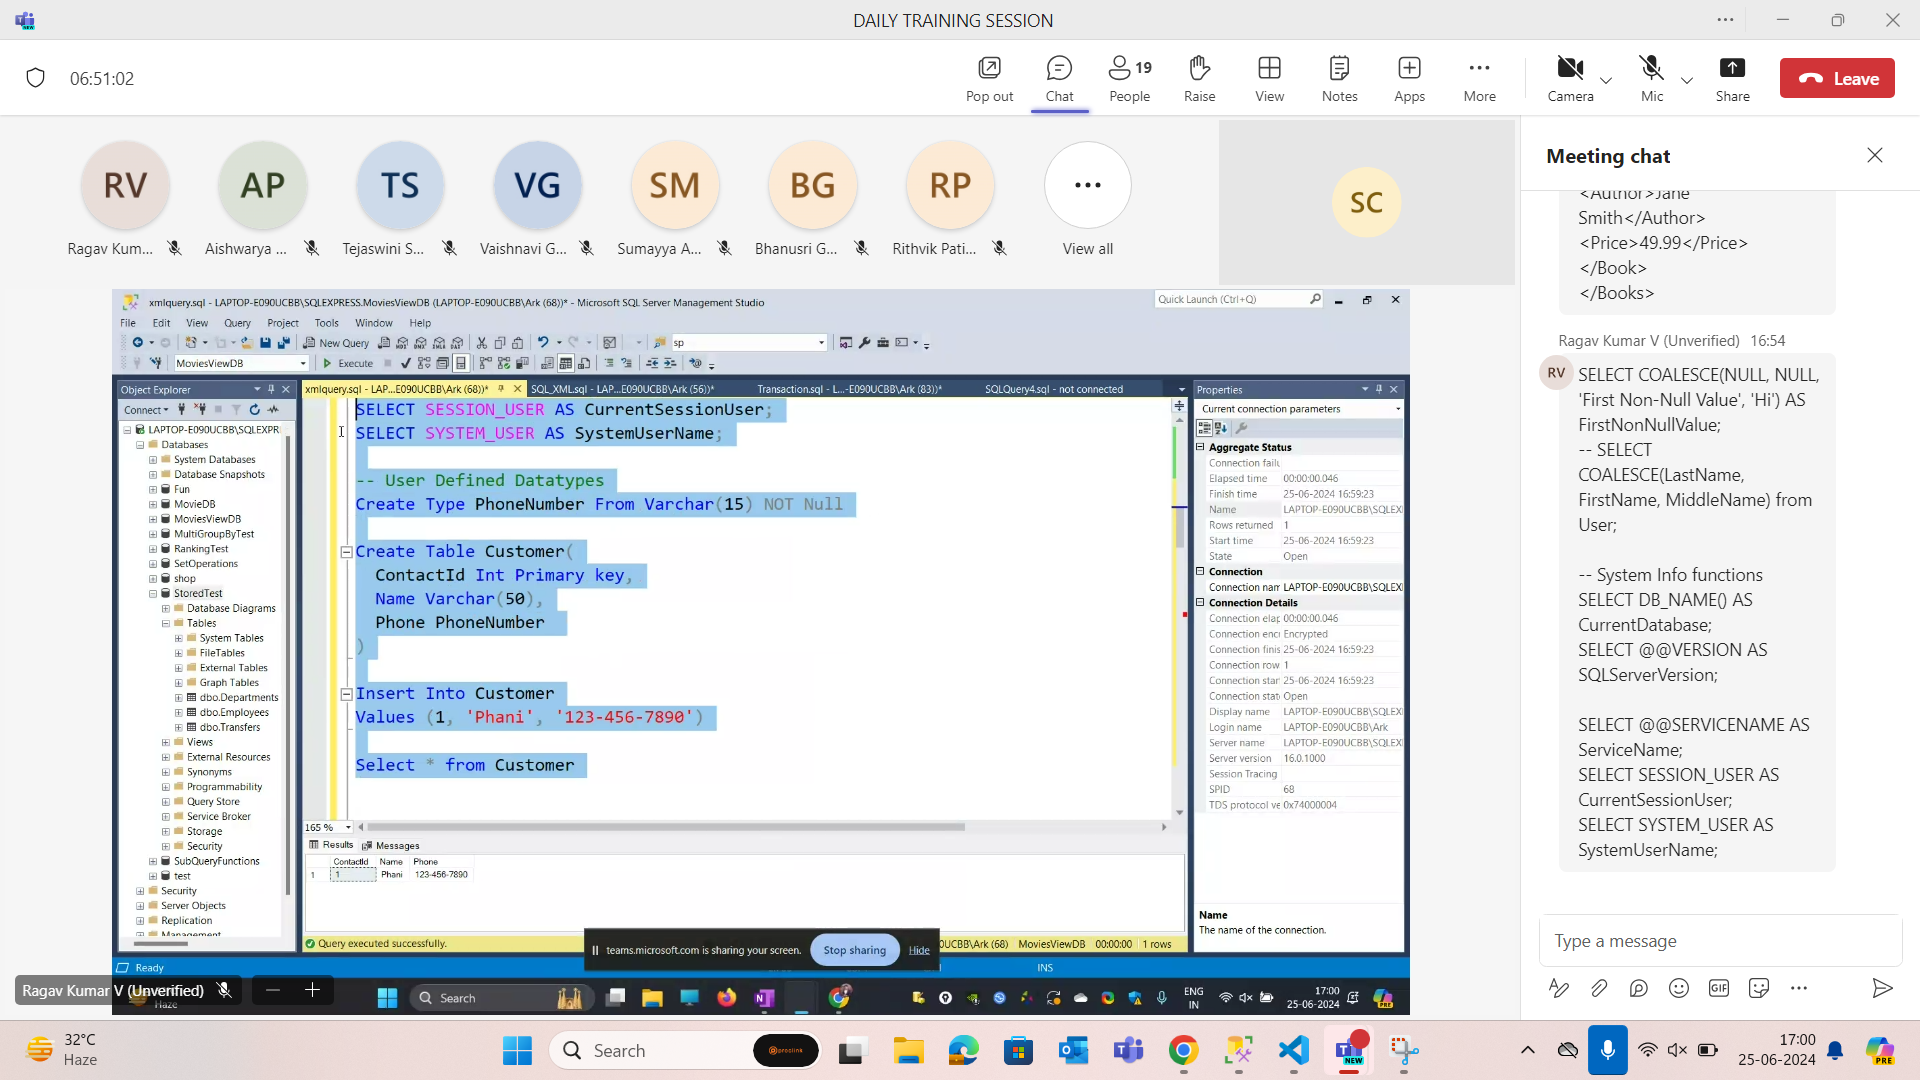 DAILY TRAINING SESSION
06:51:02
Pop out
Chat
19
People
Raise
View
Notes
Apps
More
Camera
Mic
Share
Leave
RV
AP
TS
VG
SM
BG
RP
Ragav Kum...
Aishwarya ...
Tejaswini S...
Vaishnavi G...
Sumayya A...
Bhanusri G...
Rithvik Pati...
View all
SC
xmlquery.sql - LAPTOP-E090UCBB\SQLEXPRESS.MoviesViewDB (LAPTOP-E090UCBB\Ark (68))* - Microsoft SQL Server Management Studio
Quick Launch (Ctrl+Q)
File Edit View Query Project Tools Window Help
New Query
sp
MoviesViewDB
Execute
Object Explorer
Connect
LAPTOP-E090UCBB\SQLEXPR
Databases
System Databases
Database Snapshots
Fun
MovieDB
MoviesViewDB
MultiGroupByTest
RankingTest
SetOperations
shop
StoredTest
Database Diagrams
Tables
System Tables
FileTables
External Tables
Graph Tables
dbo.Departments
dbo.Employees
dbo.Transfers
Views
External Resources
Synonyms
Programmability
Query Store
Service Broker
Storage
Security
SubQueryFunctions
test
Security
Server Objects
Replication
Management
xmlquery.sql - LAP...E090UCBB\Ark (68))*
SQL_XML.sql - LAP...E090UCBB\Ark (56))*
Transaction.sql - L...-E090UCBB\Ark (83))*
SQLQuery4.sql - not connected
SELECT SESSION_USER AS CurrentSessionUser;
SELECT SYSTEM_USER AS SystemUserName;
-- User Defined Datatypes
Create Type PhoneNumber From Varchar(15) NOT Null
Create Table Customer(
ContactId Int Primary key,
Name Varchar(50),
Phone PhoneNumber
)
Insert Into Customer
Values (1, 'Phani', '123-456-7890')
Select * from Customer
165 %
Results
Messages
ContactId Name Phone
1 1 Phani 123-456-7890
Query executed successfully.
0UCBB\Ark (68) MoviesViewDB 00:00:00 1 rows
Properties
Current connection parameters
Aggregate Status
Connection failu
Elapsed time 00:00:00.046
Finish time 25-06-2024 16:59:23
Name LAPTOP-E090UCBB\SQLEX
Rows returned 1
Start time 25-06-2024 16:59:23
State Open
Connection
Connection nam LAPTOP-E090UCBB\SQLEX
Connection Details
Connection elap 00:00:00.046
Connection enc Encrypted
Connection finis 25-06-2024 16:59:23
Connection row 1
Connection star 25-06-2024 16:59:23
Connection stat Open
Display name LAPTOP-E090UCBB\SQLEX
Login name LAPTOP-E090UCBB\Ark
Server name LAPTOP-E090UCBB\SQLEX
Server version 16.0.1000
Session Tracing
SPID 68
TDS protocol ve 0x74000004
Name
The name of the connection.
teams.microsoft.com is sharing your screen.
Stop sharing
Hide
Ready
INS
Ragav Kumar V (Unverified)
Haze
Search
ENG
IN
17:00
25-06-2024
Meeting chat
<Author>Jane
Smith</Author>
<Price>49.99</Price>
</Book>
</Books>
Ragav Kumar V (Unverified) 16:54
RV
SELECT COALESCE(NULL, NULL,
'First Non-Null Value', 'Hi') AS
FirstNonNullValue;
-- SELECT
COALESCE(LastName,
FirstName, MiddleName) from
User;
-- System Info functions
SELECT DB_NAME() AS
CurrentDatabase;
SELECT @@VERSION AS
SQLServerVersion;
SELECT @@SERVICENAME AS
ServiceName;
SELECT SESSION_USER AS
CurrentSessionUser;
SELECT SYSTEM_USER AS
SystemUserName;
Type a message
GIF
32°C
Haze
Search
proclink
NEW
17:00
25-06-2024
PRE